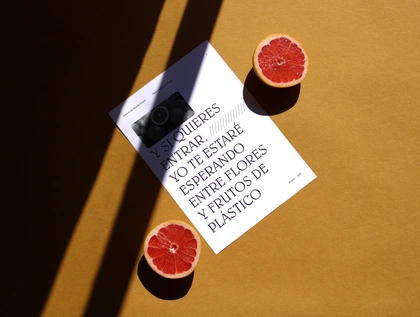 Y SI QUIERES
ENTRAR,
YO TE ESTARÉ
ESPERANDO
ENTRE FLORES
Y FRUTOS DE
PLÁSTICO